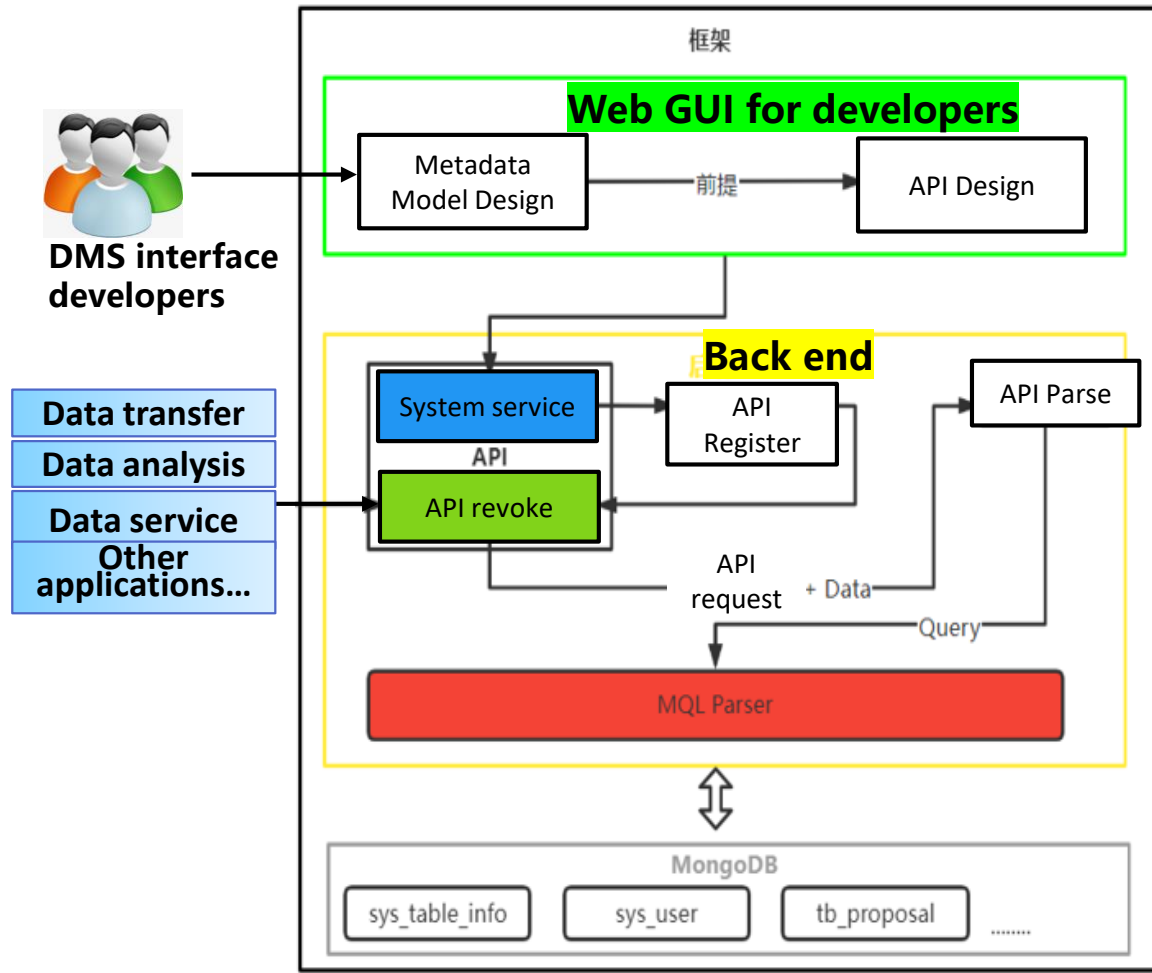 框架
Web GUI for developers
Metadata
Model Design
前提
API Design
DMS interface
developers
Back end
System service
API
Register
API Parse
API
API revoke
Data transfer
Data analysis
Data service
Other
applications...
API
request
+ Data
Query
MQL Parser
MongoDB
sys_table_info
sys_user
tb_proposal
........